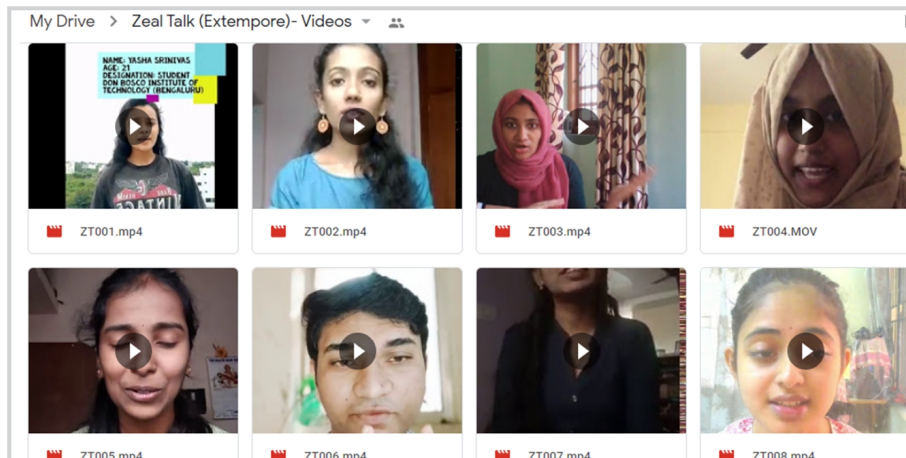 My Drive > Zeal Talk (Extempore)- Videos
NAME: YASHA SRINIVAS
AGE: 21
DESIGNATION: STUDENT
DON BOSCO INSTITUTE OF
TECHNOLOGY (BENGALURU)
VINTAGE
ZT001.mp4
ZT002.mp4
ZT003.mp4
ZT004.MOV
ZT005.mp4
ZT006.mp4
ZT007.mp4
ZT008.mp4